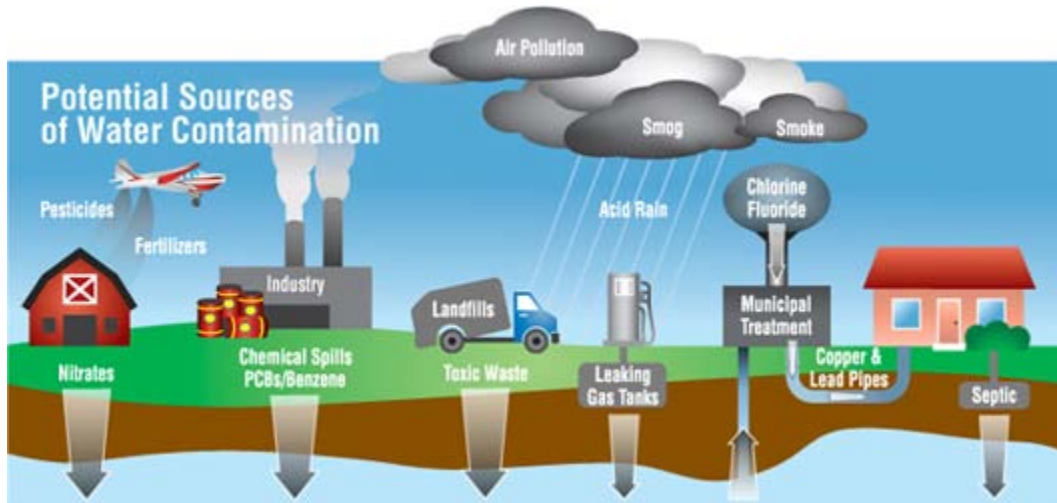 Air Pollution
Potential Sources
of Water Contamination
Smog
Smoke
Pesticides
Fertilizers
Acid Rain
Chlorine
Fluoride
Industry
Landfills
Municipal
Treatment
Nitrates
Chemical Spills
PCBs/Benzene
Toxic Waste
Leaking
Gas Tanks
Copper &
Lead Pipes
Septic